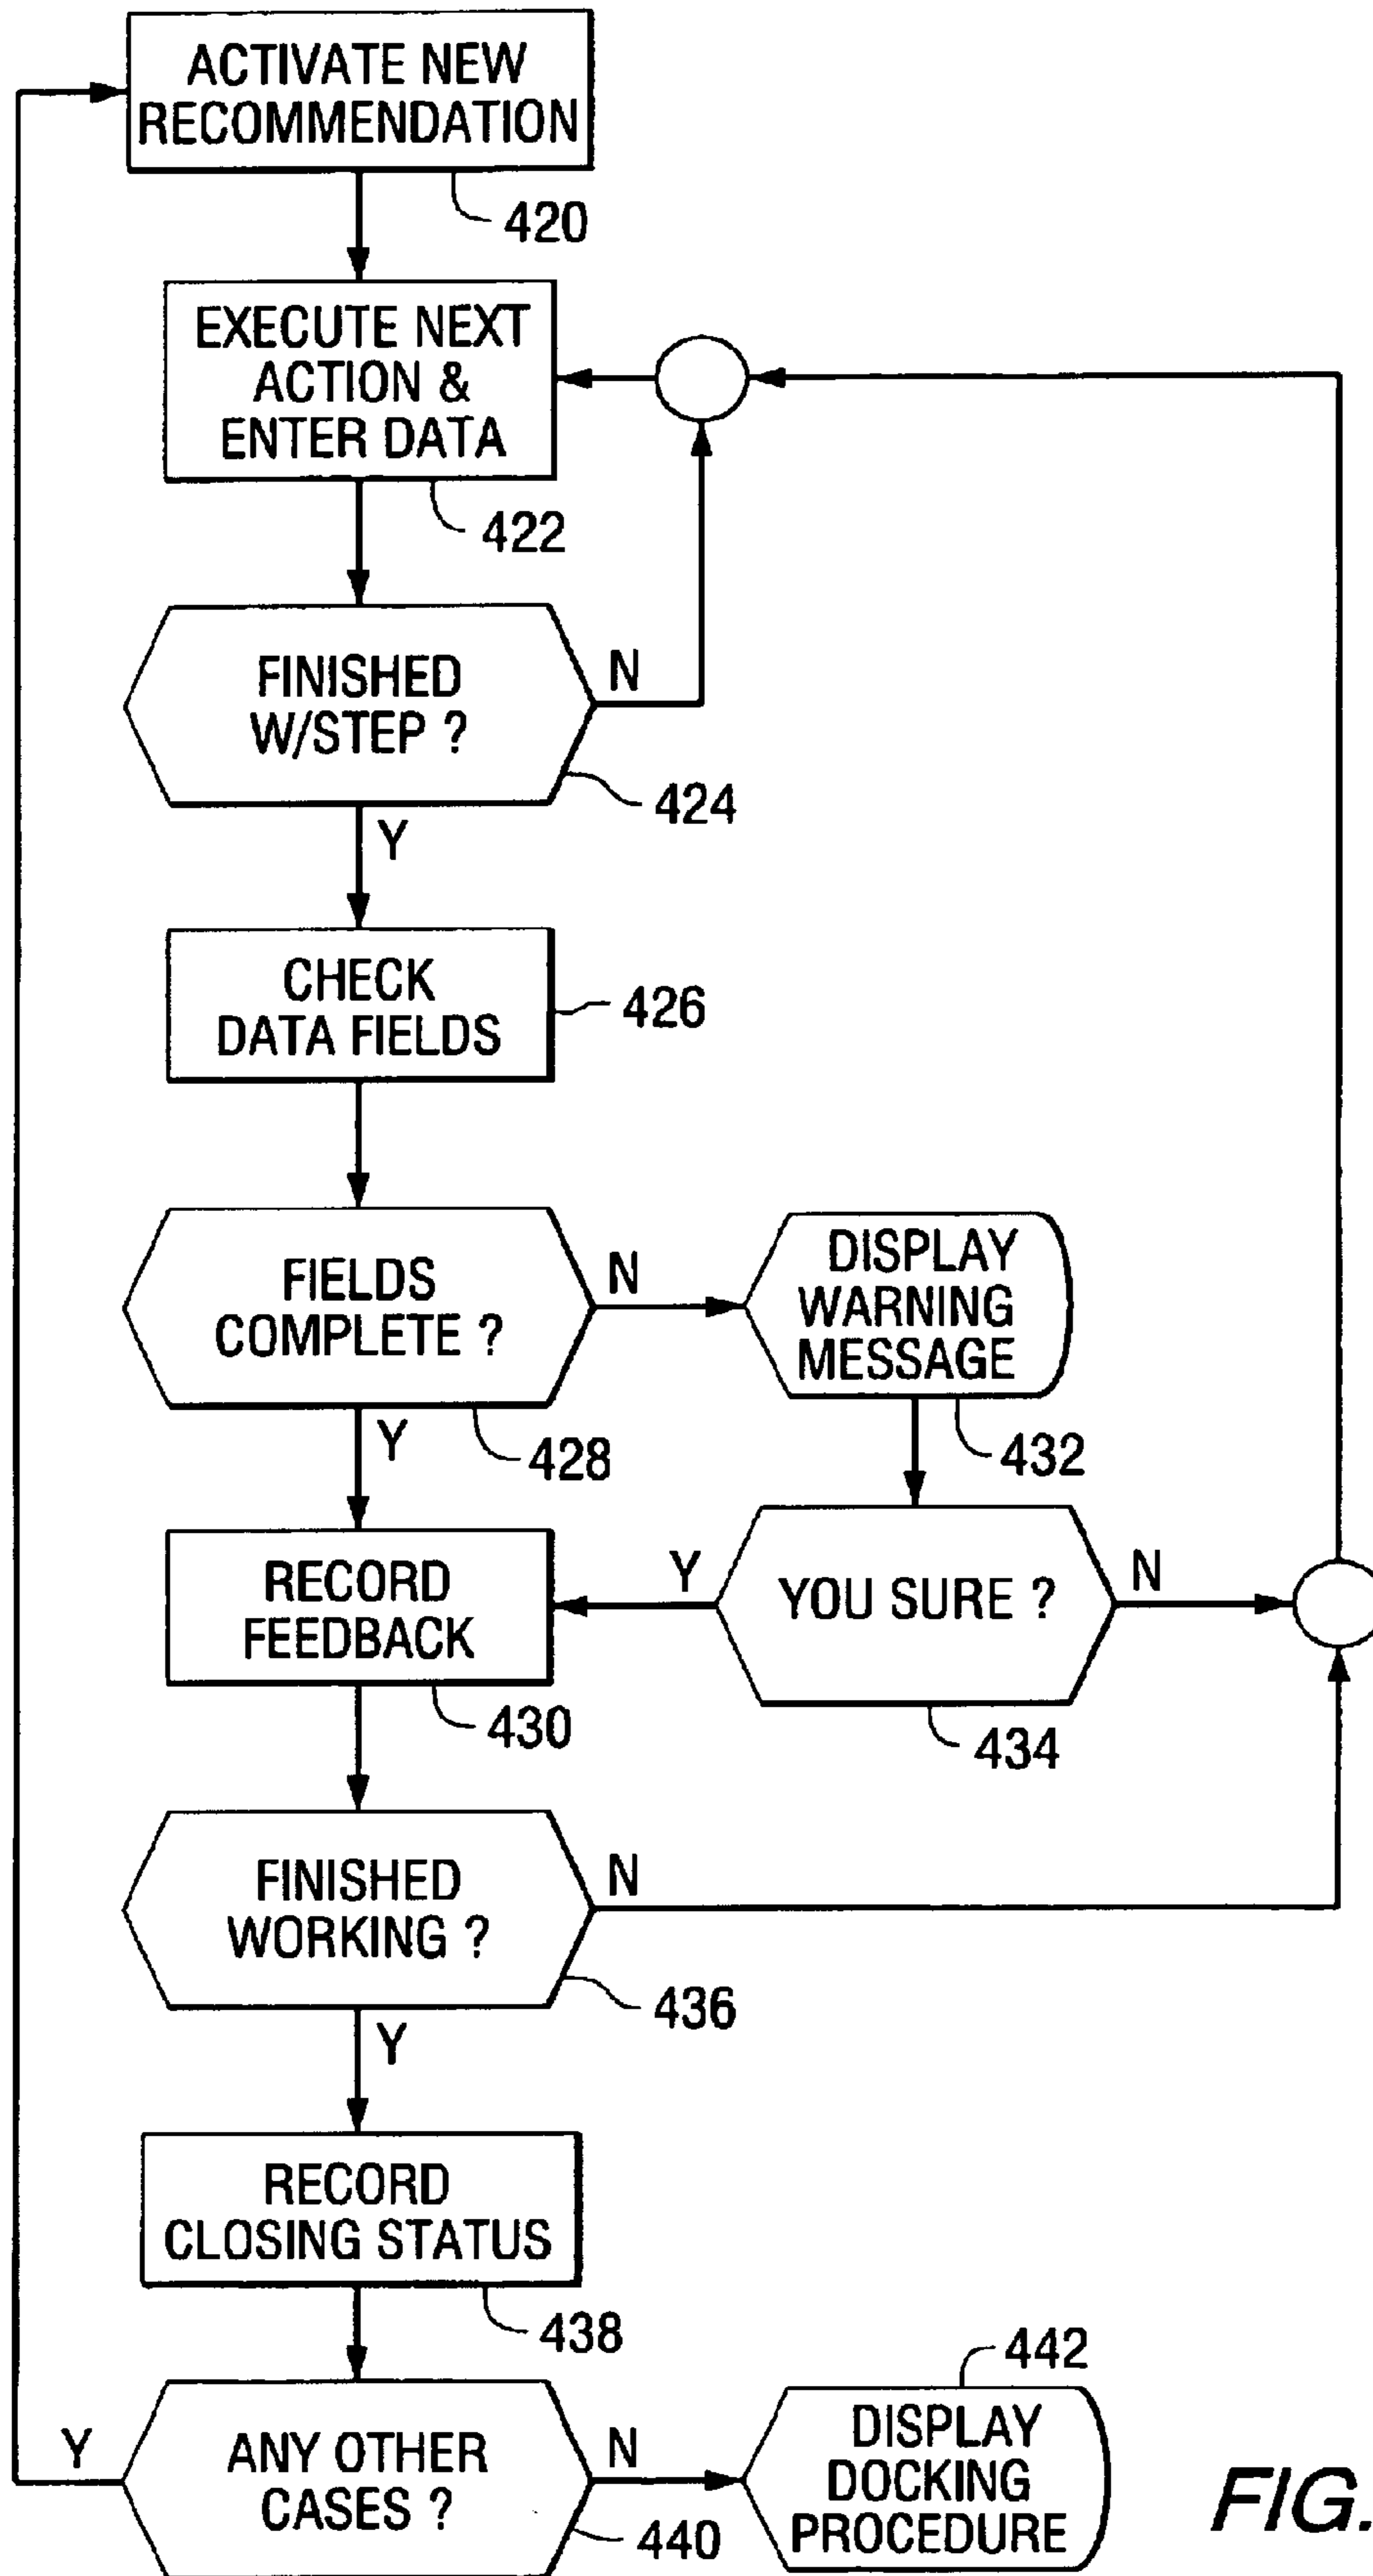 ACTIVATE NEW
RECOMMENDATION
420
EXECUTE NEXT
ACTION &
ENTER DATA
422
FINISHED
W/STEP ?
N
424
Y
CHECK
DATA FIELDS
426
FIELDS
COMPLETE ?
N
428
Y
DISPLAY
WARNING
MESSAGE
432
RECORD
FEEDBACK
430
Y
YOU SURE ?
N
434
FINISHED
WORKING ?
N
436
Y
RECORD
CLOSING STATUS
438
Y
ANY OTHER
CASES ?
N
440
442
DISPLAY
DOCKING
PROCEDURE
FIG.